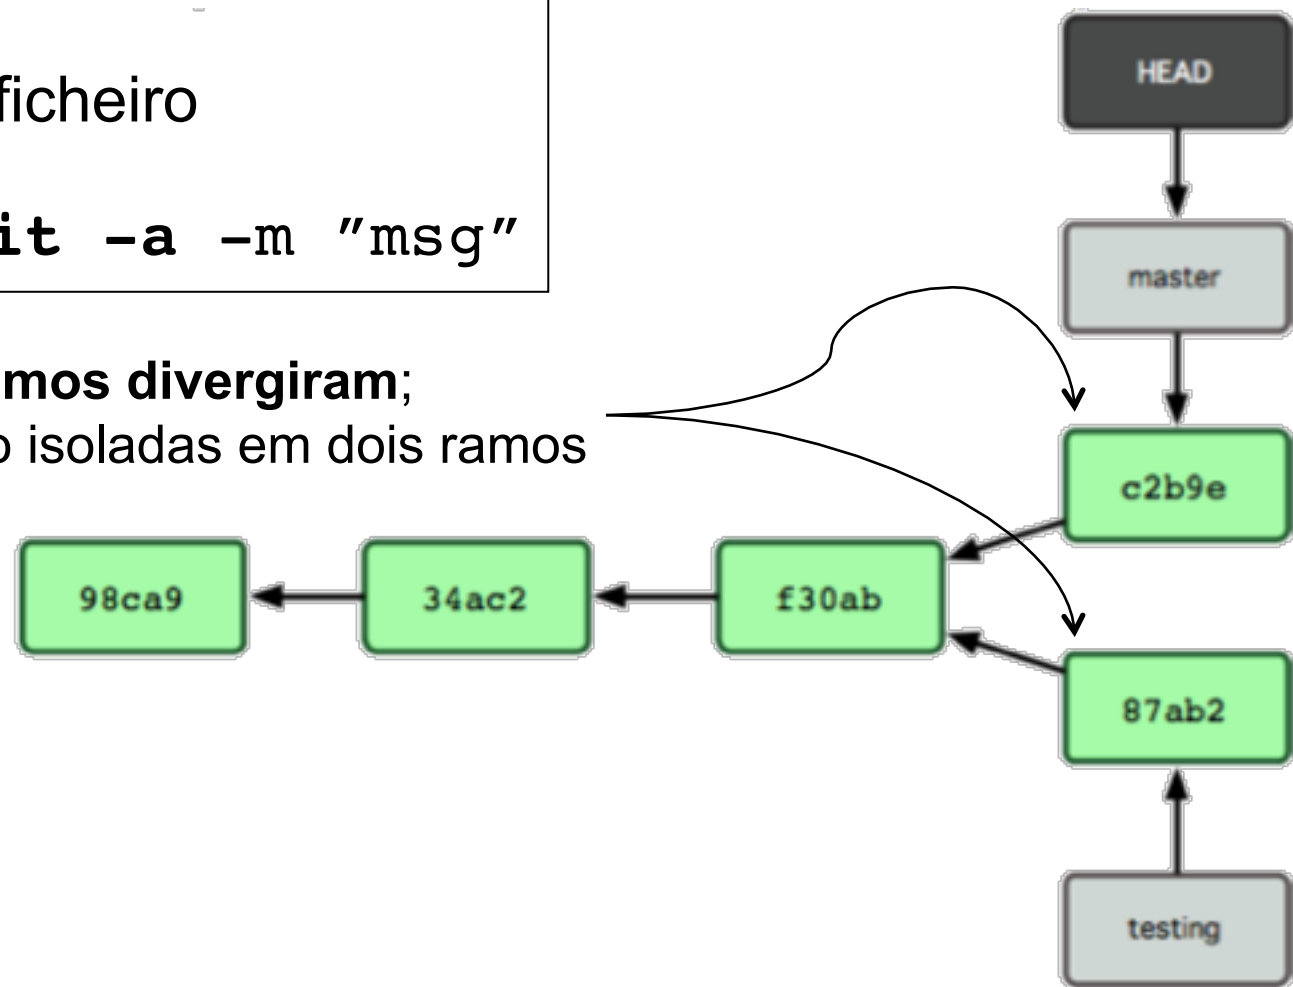 ficheiro
it -a -m "msg"
mos divergiram;
o isoladas em dois ramos
HEAD
master
c2b9e
98ca9
34ac2
f30ab
87ab2
testing